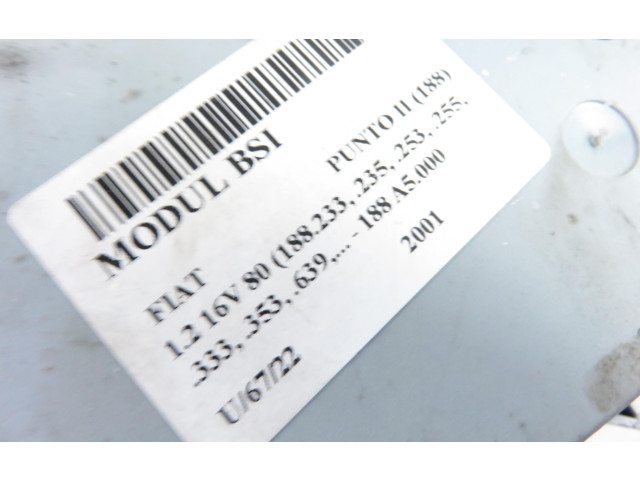 MODUL BSI
FIAT PUNTO II (188)
1.2 16V 80 (188.233, .235, .253, .255,
.333, .353, .639,... - 188 A5.000
U/67/22 2001